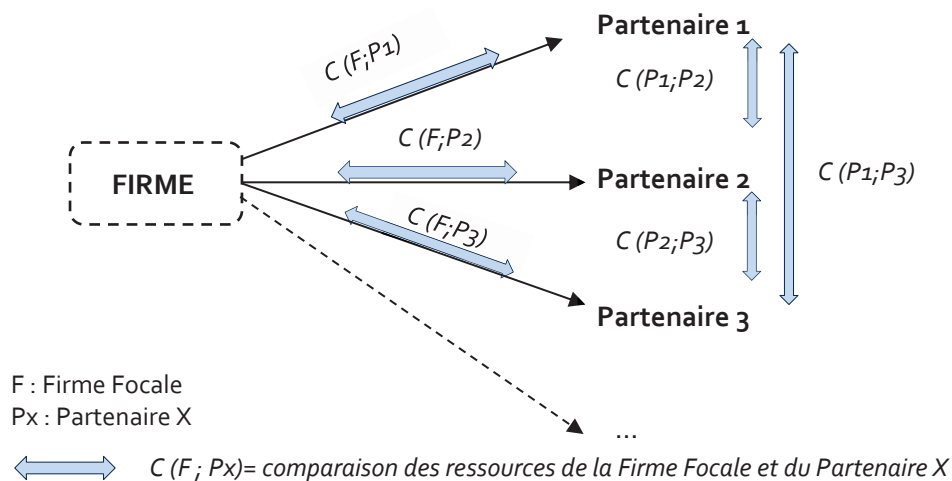 Partenaire 1
C (F;P1)
C (P1;P2)
C (F;P2)
FIRME
Partenaire 2
C (P1;P3)
C (F;P3)
C (P2;P3)
Partenaire 3
F : Firme Focale
Px : Partenaire X
...
C (F ; Px)= comparaison des ressources de la Firme Focale et du Partenaire X